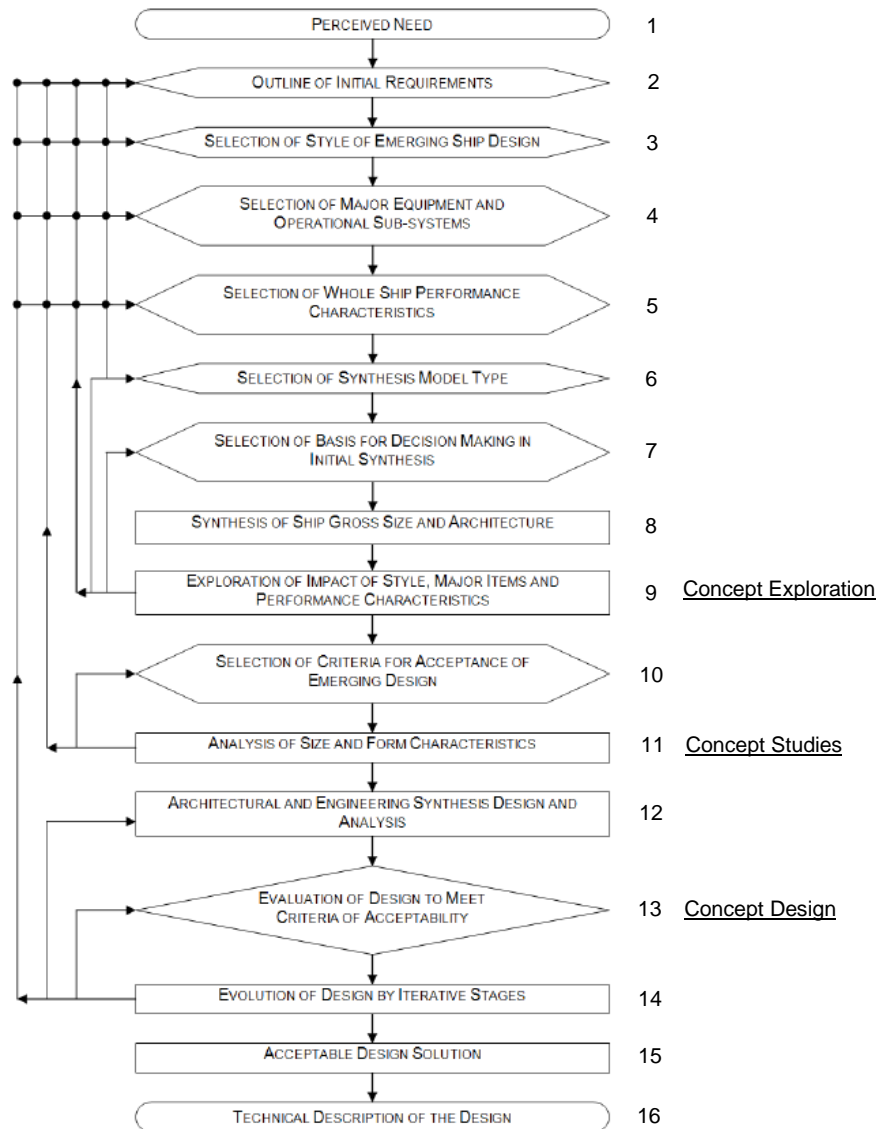 PERCEIVED NEED
1
OUTLINE OF INITIAL REQUIREMENTS
2
SELECTION OF STYLE OF EMERGING SHIP DESIGN
3
SELECTION OF MAJOR EQUIPMENT AND
OPERATIONAL SUB-SYSTEMS
4
SELECTION OF WHOLE SHIP PERFORMANCE
CHARACTERISTICS
5
SELECTION OF SYNTHESIS MODEL TYPE
6
SELECTION OF BASIS FOR DECISION MAKING IN
INITIAL SYNTHESIS
7
SYNTHESIS OF SHIP GROSS SIZE AND ARCHITECTURE
8
EXPLORATION OF IMPACT OF STYLE, MAJOR ITEMS AND
PERFORMANCE CHARACTERISTICS
9 Concept Exploration
SELECTION OF CRITERIA FOR ACCEPTANCE OF
EMERGING DESIGN
10
ANALYSIS OF SIZE AND FORM CHARACTERISTICS
11 Concept Studies
ARCHITECTURAL AND ENGINEERING SYNTHESIS DESIGN AND
ANALYSIS
12
EVALUATION OF DESIGN TO MEET
CRITERIA OF ACCEPTABILITY
13 Concept Design
EVOLUTION OF DESIGN BY ITERATIVE STAGES
14
ACCEPTABLE DESIGN SOLUTION
15
TECHNICAL DESCRIPTION OF THE DESIGN
16